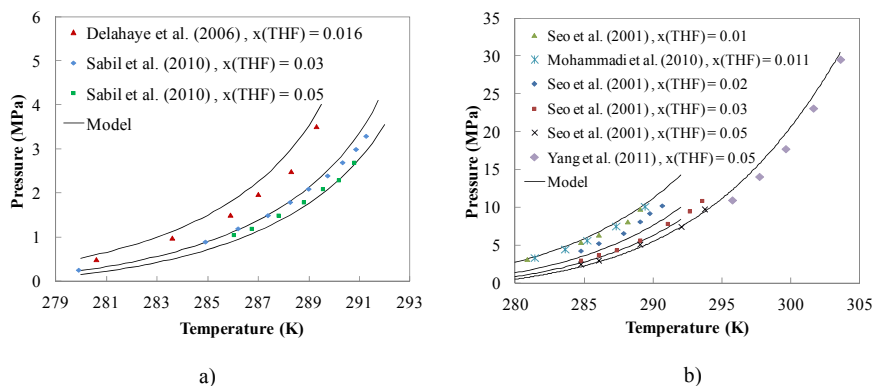 6
5
4
3
2
1
0
Pressure (MPa)
Delahaye et al. (2006) , x(THF) = 0.016
Sabil et al. (2010) , x(THF) = 0.03
Sabil et al. (2010) , x(THF) = 0.05
Model
279 281 283 285 287 289 291 293
Temperature (K)
a)
35
30
25
20
15
10
5
0
Pressure (MPa)
Seo et al. (2001) , x(THF) = 0.01
Mohammadi et al. (2010) , x(THF) = 0.011
Seo et al. (2001) , x(THF) = 0.02
Seo et al. (2001) , x(THF) = 0.03
Seo et al. (2001) , x(THF) = 0.05
Yang et al. (2011) , x(THF) = 0.05
Model
280 285 290 295 300 305
Temperature (K)
b)